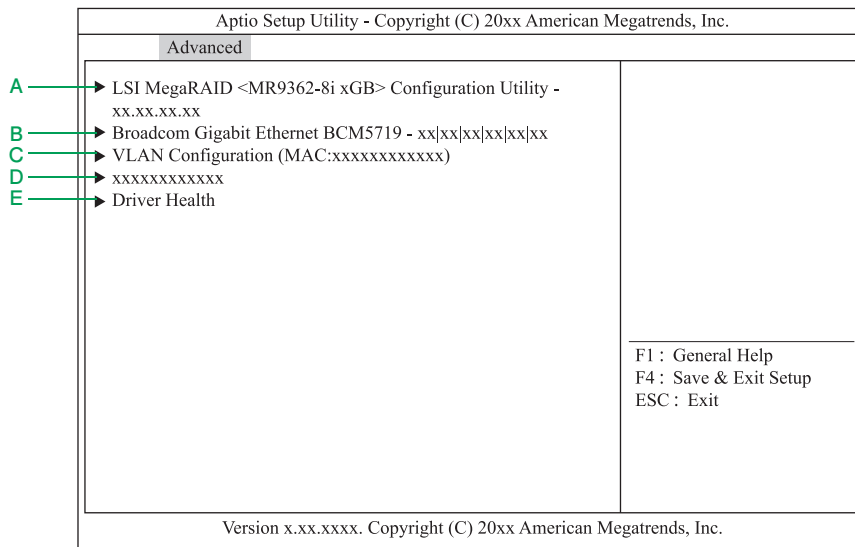 Aptio Setup Utility - Copyright (C) 20xx American Megatrends, Inc.
Advanced
A ▶ LSI MegaRAID <MR9362-8i xGB> Configuration Utility -
xx.xx.xx.xx
B ▶ Broadcom Gigabit Ethernet BCM5719 - xx|xx|xx|xx|xx|xx
C ▶ VLAN Configuration (MAC:xxxxxxxxxxxx)
D ▶ xxxxxxxxxxxx
E ▶ Driver Health
F1 : General Help
F4 : Save & Exit Setup
ESC : Exit
Version x.xx.xxxx. Copyright (C) 20xx American Megatrends, Inc.